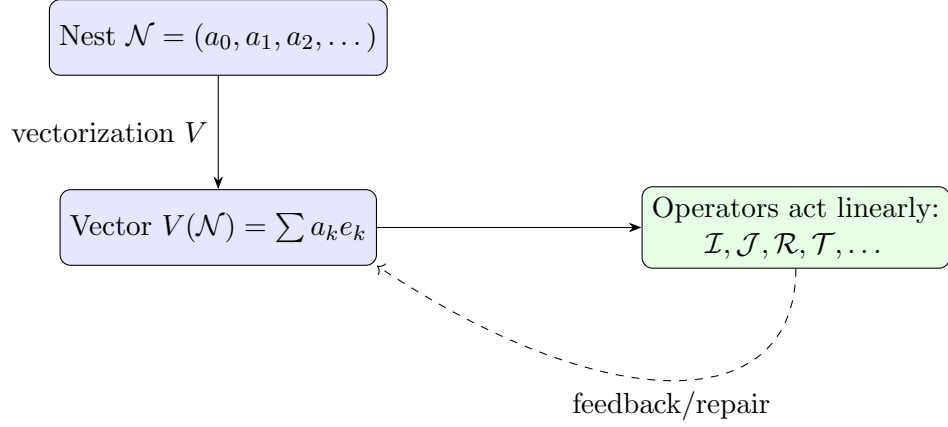 Nest 𝒩 = (a₀, a₁, a₂, …)
vectorization V
Vector V(𝒩) = ∑ aₖeₖ
Operators act linearly:
ℐ, 𝒥, ℛ, 𝒯, …
feedback/repair